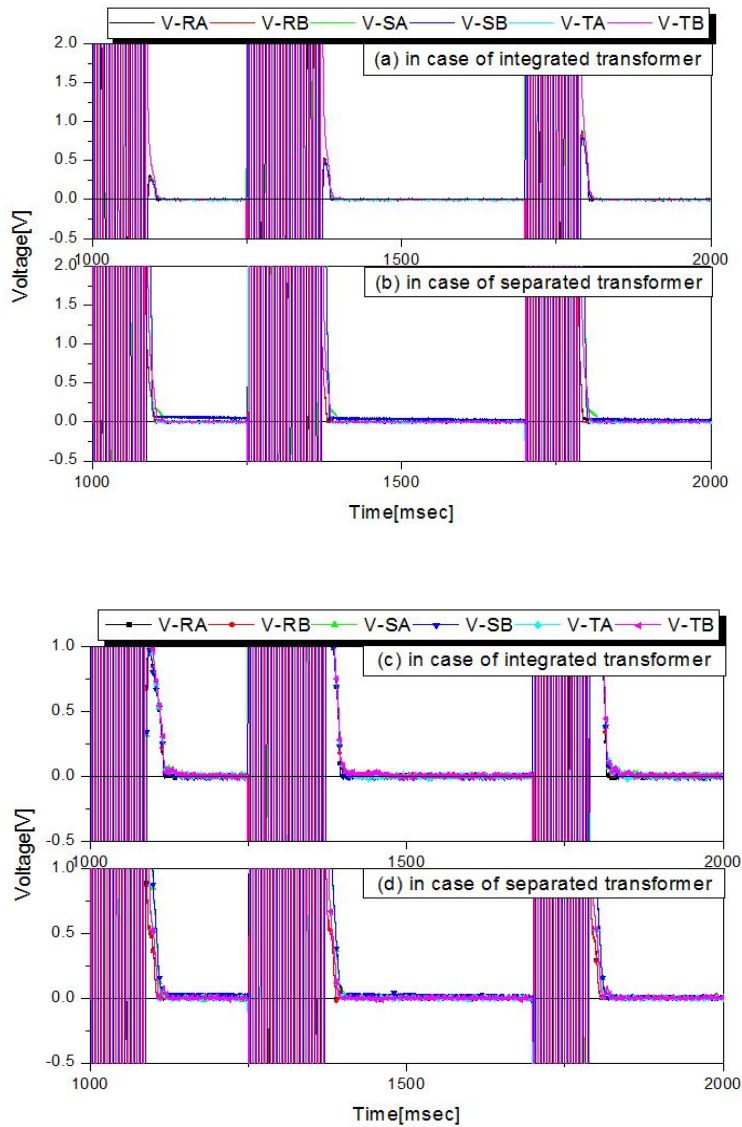 V-RA V-RB V-SA V-SB V-TA V-TB
(a) in case of integrated transformer
2.0
1.5
1.0
0.5
0.0
-0.5
1000 1500 2000
(b) in case of separated transformer
2.0
1.5
1.0
0.5
0.0
-0.5
1000 1500 2000
Voltage[V]
Time[msec]
V-RA V-RB V-SA V-SB V-TA V-TB
(c) in case of integrated transformer
1.0
0.5
0.0
-0.5
1000 1500 2000
(d) in case of separated transformer
1.0
0.5
0.0
-0.5
1000 1500 2000
Voltage[V]
Time[msec]